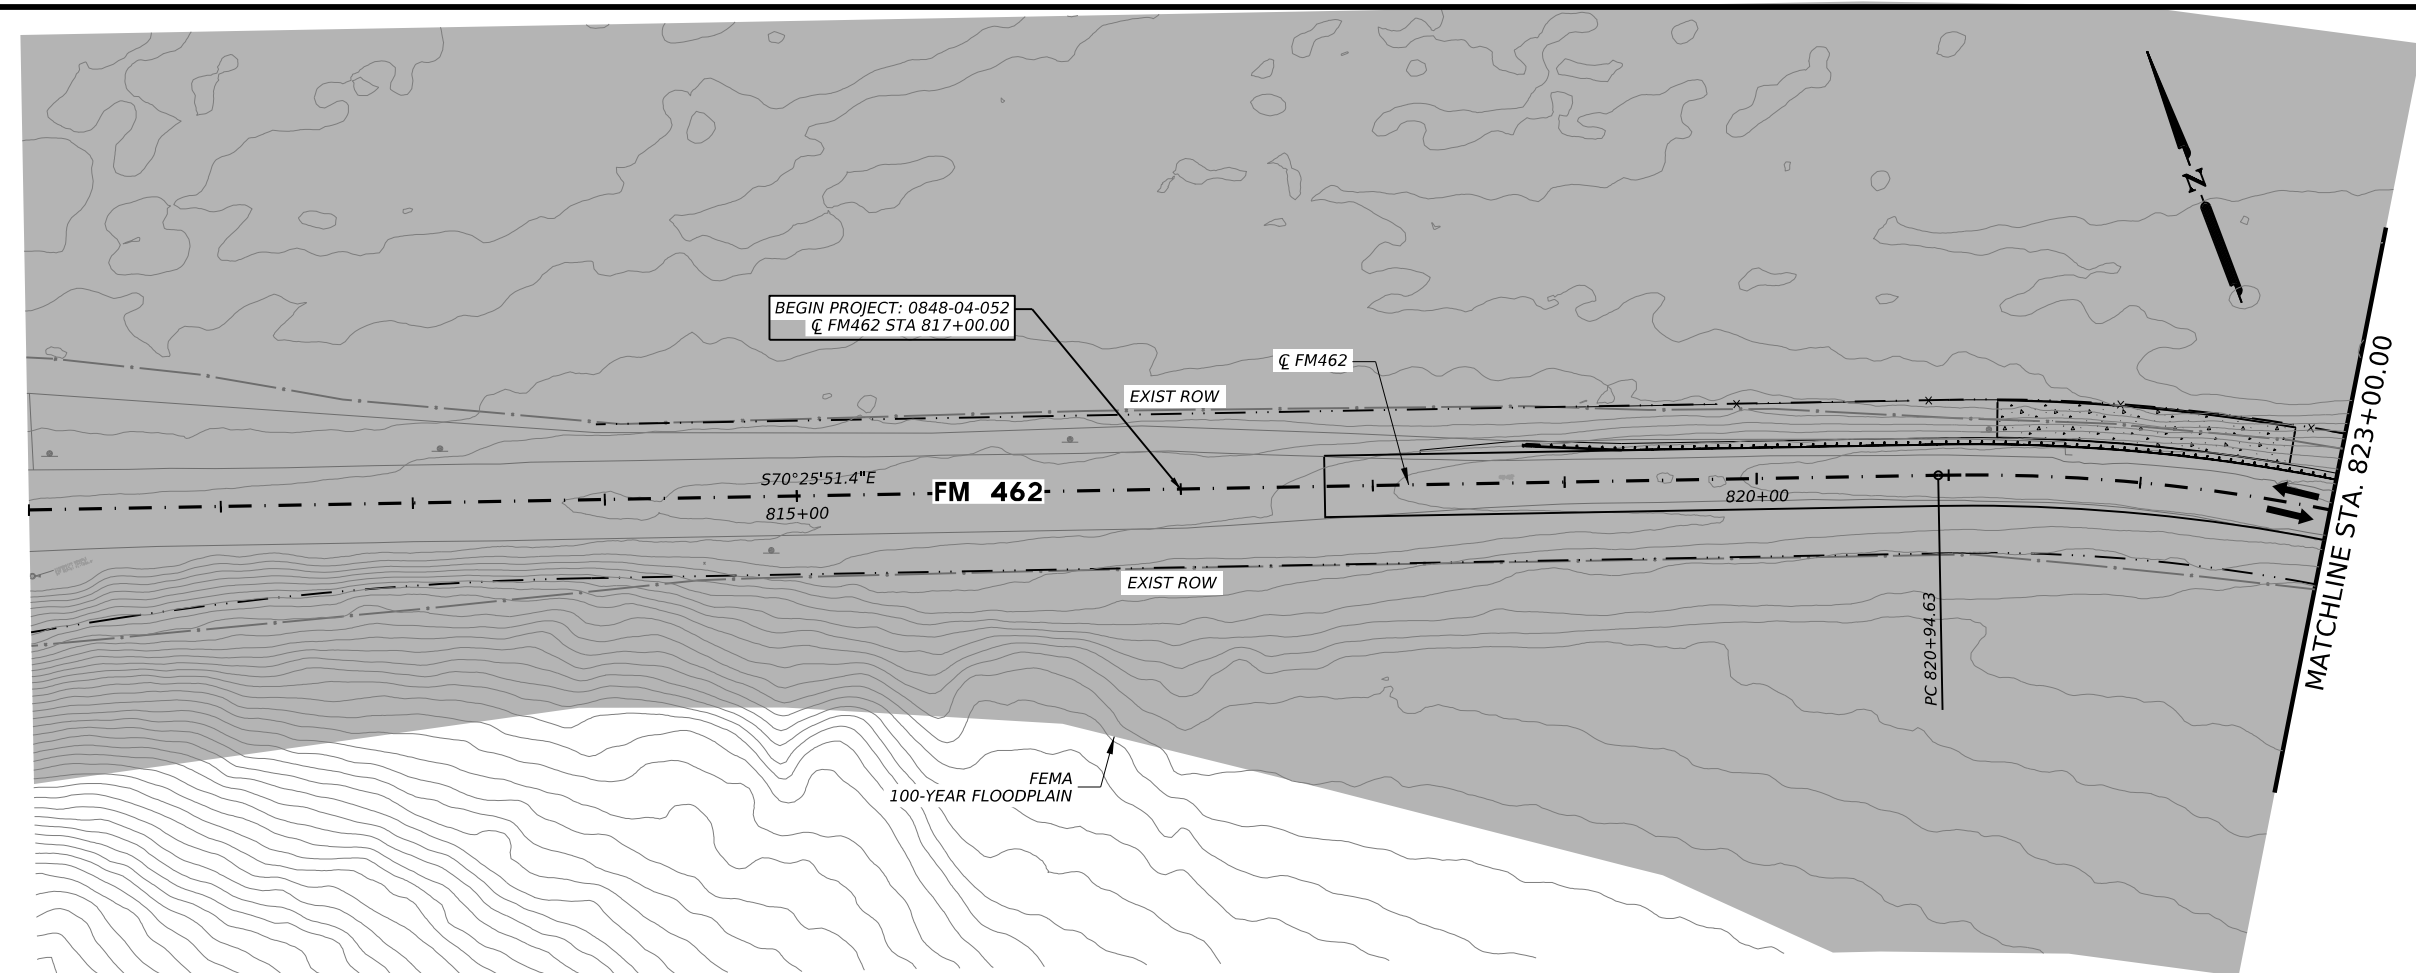 N
BEGIN PROJECT: 0848-04-052
℄ FM462 STA 817+00.00
℄ FM462
EXIST ROW
S70°25'51.4"E
FM 462
815+00
820+00
EXIST ROW
PC 820+94.63
MATCHLINE STA. 823+00.00
FEMA
100-YEAR FLOODPLAIN